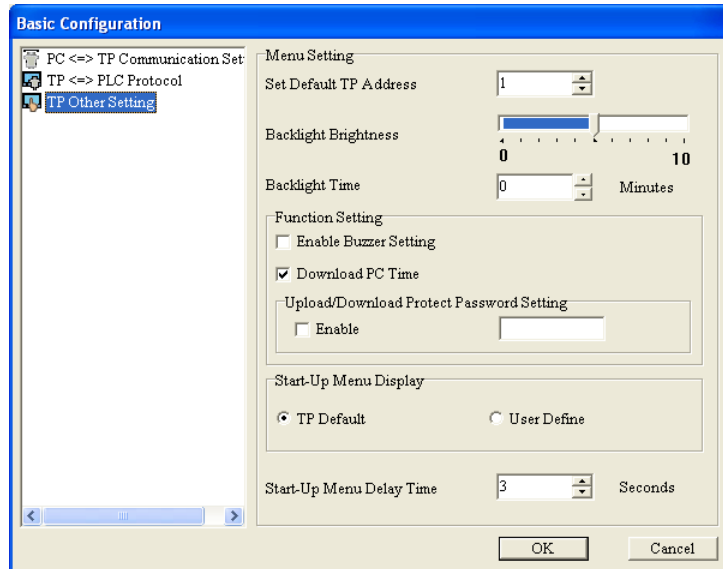 Basic Configuration
PC <=> TP Communication Set
TP <=> PLC Protocol
TP Other Setting
Menu Setting
Set Default TP Address 1
Backlight Brightness
0 10
Backlight Time 0 Minutes
Function Setting
Enable Buzzer Setting
Download PC Time
Upload/Download Protect Password Setting
Enable
Start-Up Menu Display
TP Default User Define
Start-Up Menu Delay Time 3 Seconds
OK Cancel